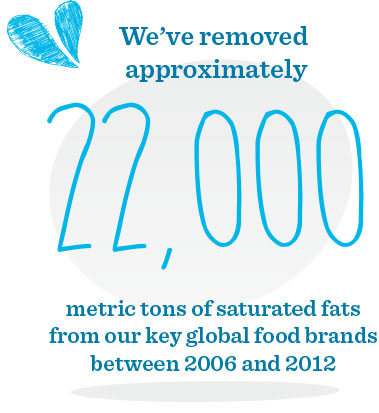 We've removed
approximately
22,000
metric tons of saturated fats
from our key global food brands
between 2006 and 2012